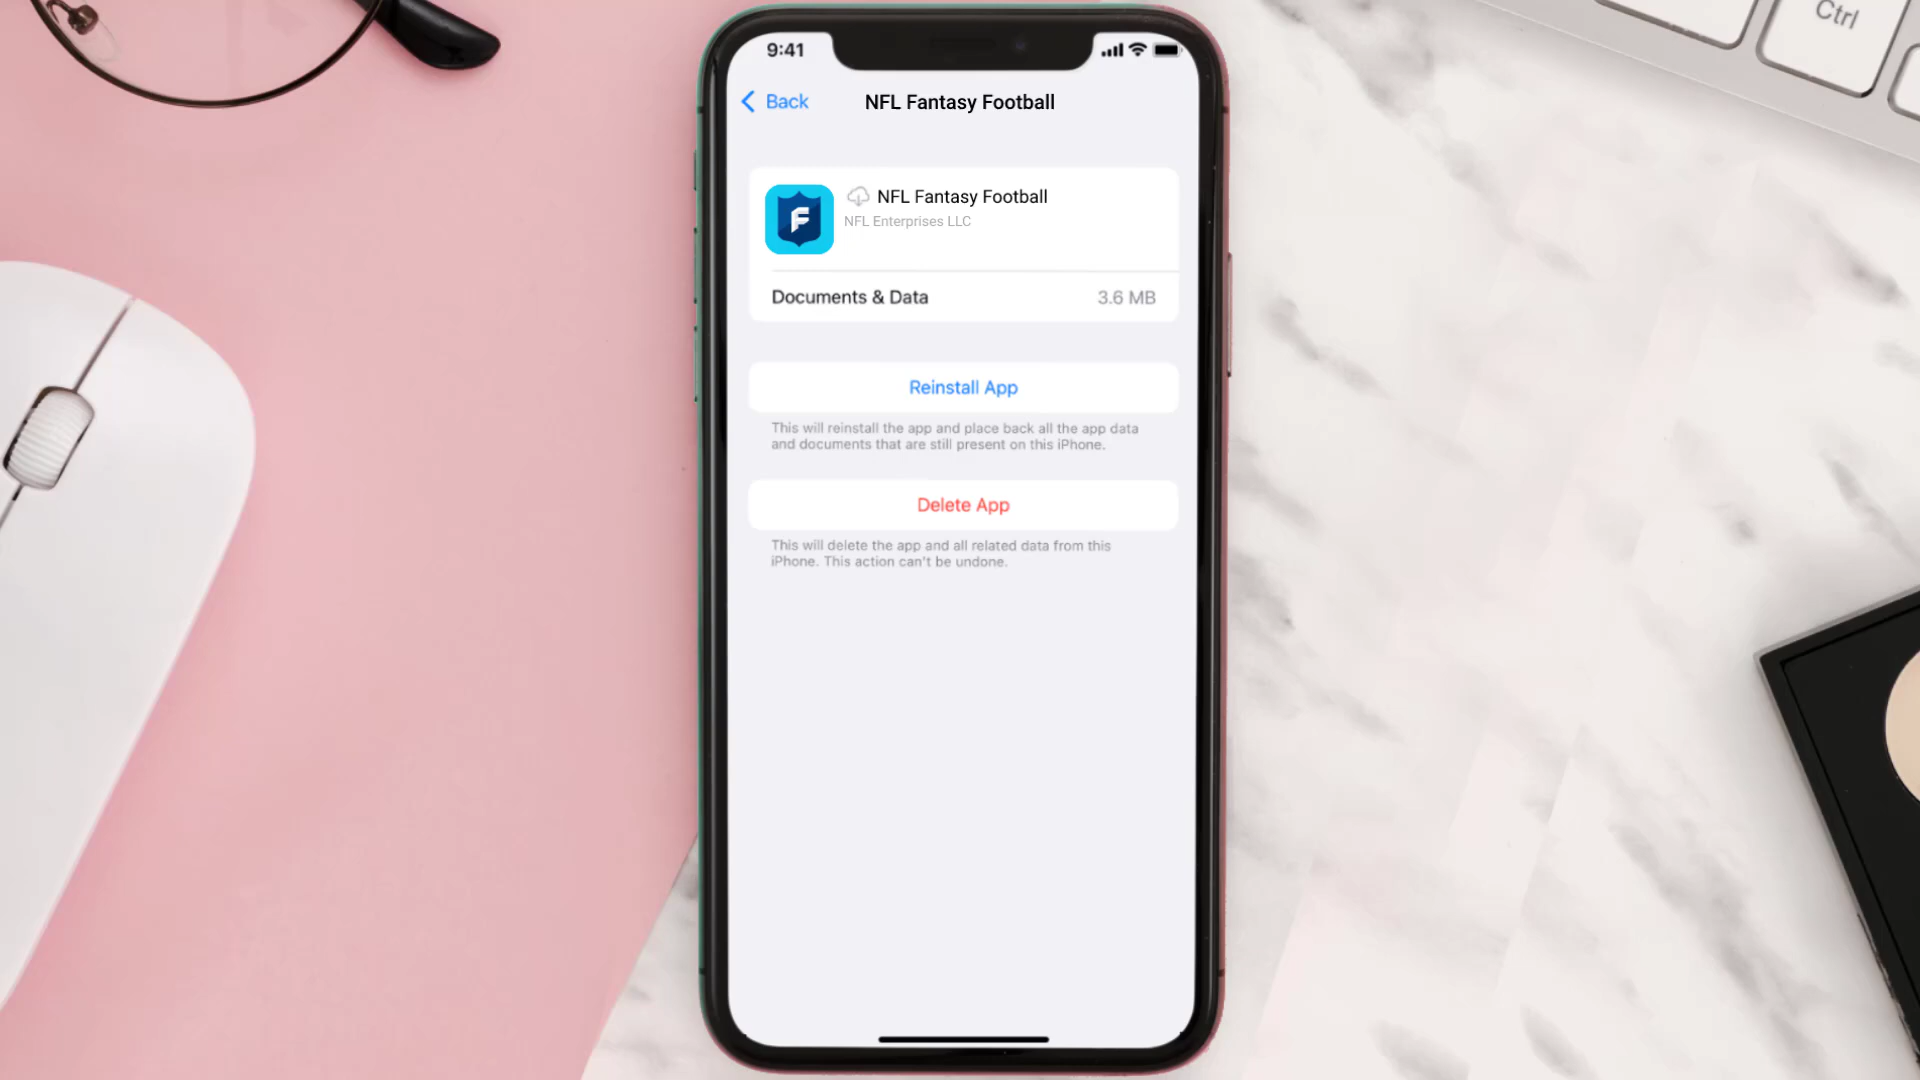 Ctrl
9:41
Back
NFL Fantasy Football
F
NFL Fantasy Football
NFL Enterprises LLC
Documents & Data
3.6 MB
Reinstall App
This will reinstall the app and place back all the app data
and documents that are still present on this iPhone.
Delete App
This will delete the app and all related data from this
iPhone. This action can't be undone.